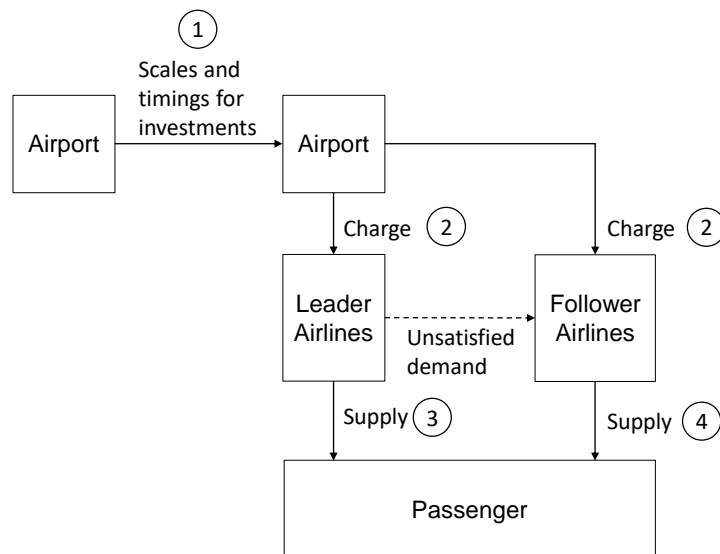 1
Scales and
timings for
investments
Airport
Airport
Charge 2
Charge 2
Leader
Airlines
Follower
Airlines
Unsatisfied
demand
Supply 3
Supply 4
Passenger